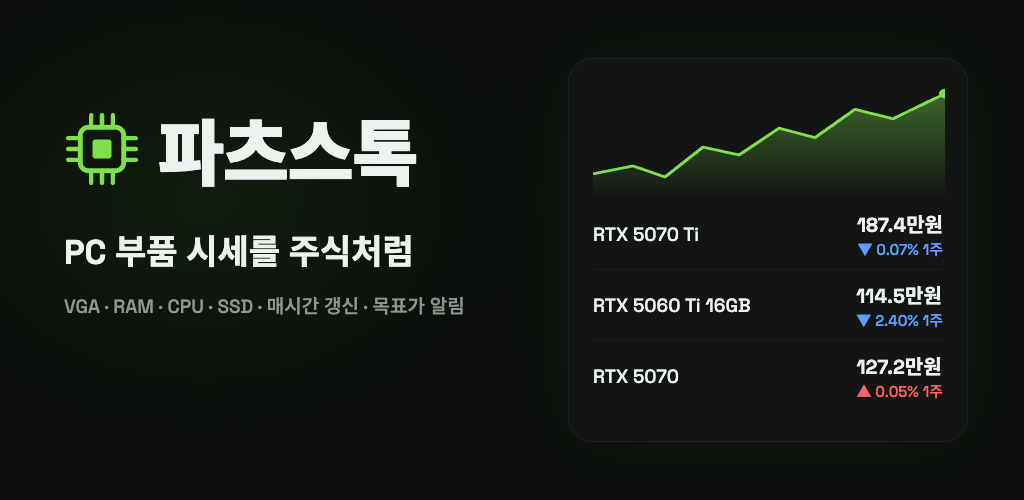 파츠스톡
PC 부품 시세를 주식처럼
VGA · RAM · CPU · SSD · 매시간 갱신 · 목표가 알림
RTX 5070 Ti
187.4만원
▼ 0.07% 1주
RTX 5060 Ti 16GB
114.5만원
▼ 2.40% 1주
RTX 5070
127.2만원
▲ 0.05% 1주